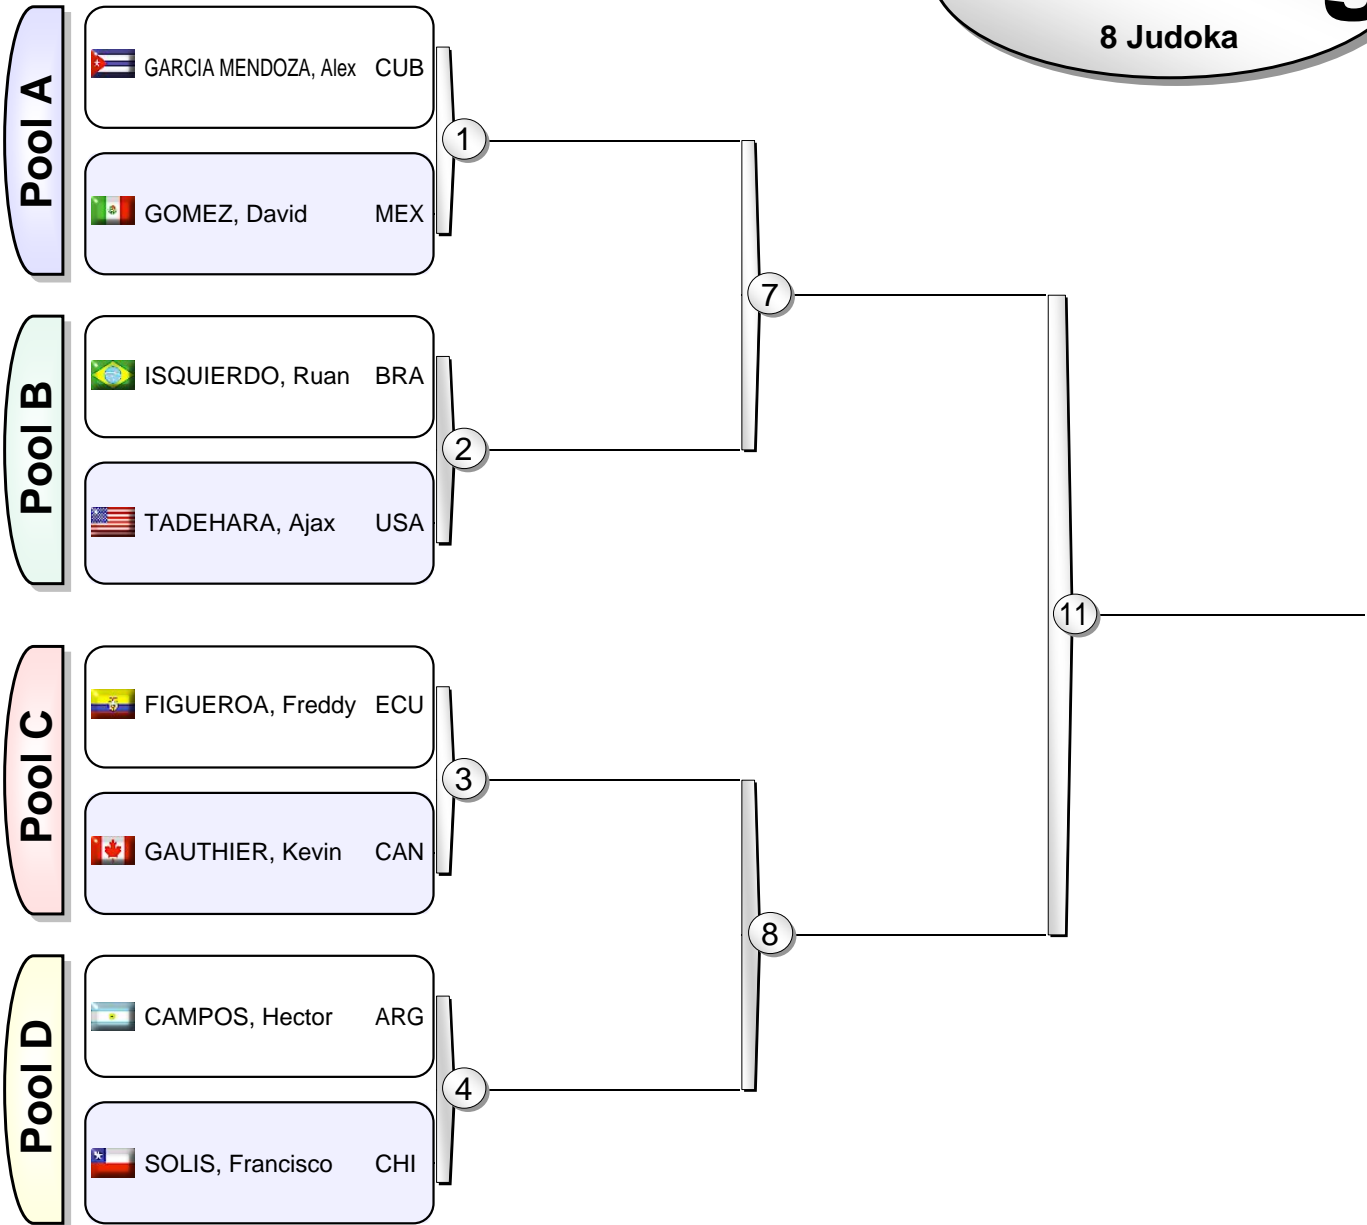 8 Judoka
Pool A
GARCIA MENDOZA, Alex CUB
1
GOMEZ, David MEX
7
Pool B
ISQUIERDO, Ruan BRA
2
TADEHARA, Ajax USA
11
Pool C
FIGUEROA, Freddy ECU
3
GAUTHIER, Kevin CAN
8
Pool D
CAMPOS, Hector ARG
4
SOLIS, Francisco CHI